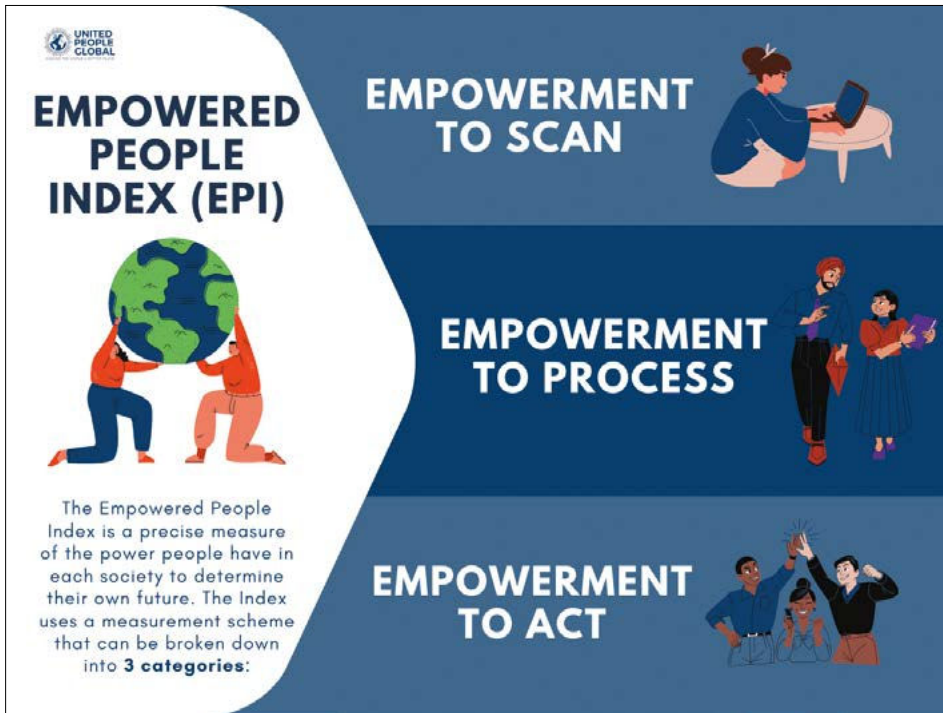 UNITED
PEOPLE
GLOBAL
EMPOWERED
PEOPLE
INDEX (EPI)
The Empowered People
Index is a precise measure
of the power people have in
each society to determine
their own future. The Index
uses a measurement scheme
that can be broken down
into 3 categories:
EMPOWERMENT
TO SCAN
EMPOWERMENT
TO PROCESS
EMPOWERMENT
TO ACT